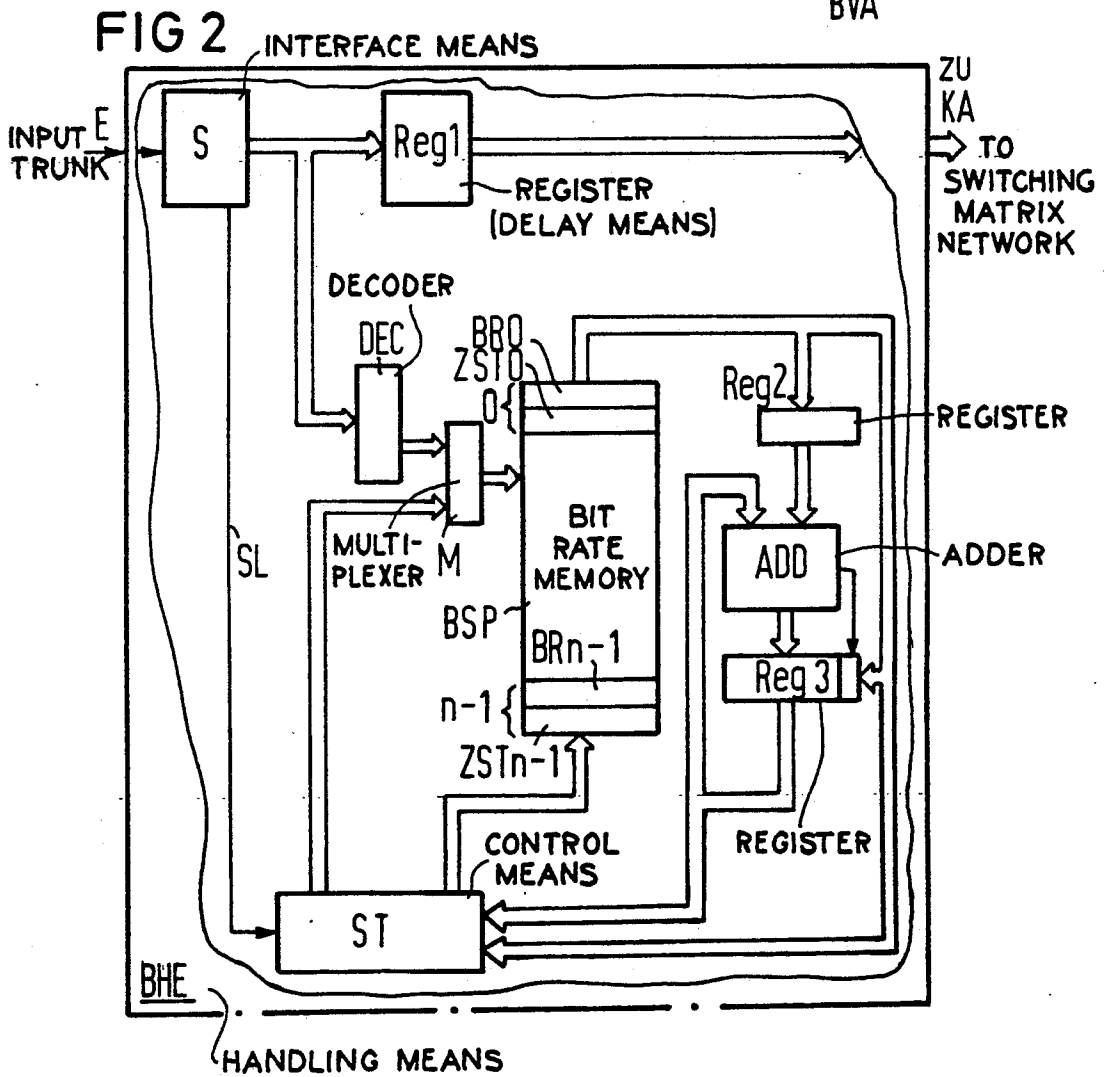 BVA
FIG 2
INTERFACE MEANS
ZU
KA
E
INPUT
TRUNK
S
Reg1
TO
SWITCHING
MATRIX
NETWORK
REGISTER
(DELAY MEANS)
DECODER
DEC
BR0
ZST0
0
Reg2
REGISTER
MULTI-
PLEXER
M
BIT
RATE
MEMORY
SL
ADD
ADDER
BSP
BRn-1
n-1
Reg 3
ZSTn-1
REGISTER
CONTROL
MEANS
ST
BHE
HANDLING MEANS